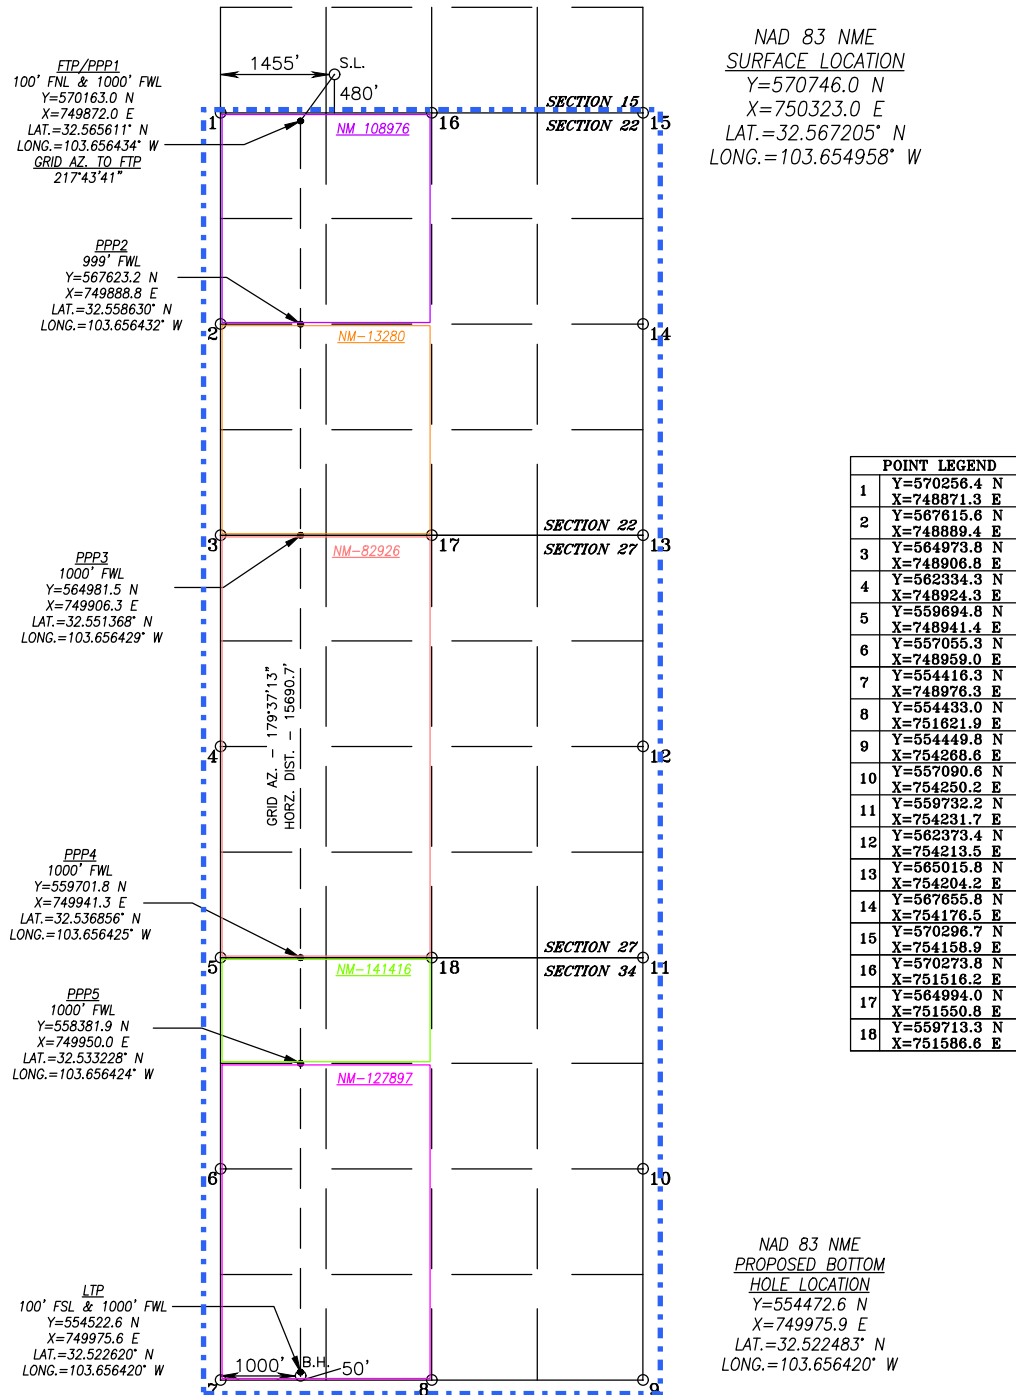 FTP/PPP1
100' FNL & 1000' FWL
Y=570163.0 N
X=749872.0 E
LAT.=32.565611° N
LONG.=103.656434° W
GRID AZ. TO FTP
217°43'41"
1455'
S.L.
480'
NAD 83 NME
SURFACE LOCATION
Y=570746.0 N
X=750323.0 E
LAT.=32.567205° N
LONG.=103.654958° W
SECTION 15
SECTION 22
1
16
15
NM 108976
PPP2
999' FWL
Y=567623.2 N
X=749888.8 E
LAT.=32.558630° N
LONG.=103.656432° W
2
14
NM-13280
SECTION 22
SECTION 27
3
17
13
NM-82926
PPP3
1000' FWL
Y=564981.5 N
X=749906.3 E
LAT.=32.551368° N
LONG.=103.656429° W
GRID AZ. - 179°37'13"
HORZ. DIST. - 15690.7'
4
12
PPP4
1000' FWL
Y=559701.8 N
X=749941.3 E
LAT.=32.536856° N
LONG.=103.656425° W
SECTION 27
SECTION 34
5
18
11
NM-141416
PPP5
1000' FWL
Y=558381.9 N
X=749950.0 E
LAT.=32.533228° N
LONG.=103.656424° W
NM-127897
6
10
LTP
100' FSL & 1000' FWL
Y=554522.6 N
X=749975.6 E
LAT.=32.522620° N
LONG.=103.656420° W
1000'
B.H.
50'
7
8
9
POINT LEGEND
1 Y=570256.4 N
X=748871.3 E
2 Y=567615.6 N
X=748889.4 E
3 Y=564973.8 N
X=748906.8 E
4 Y=562334.3 N
X=748924.3 E
5 Y=559694.8 N
X=748941.4 E
6 Y=557055.3 N
X=748959.0 E
7 Y=554416.3 N
X=748976.3 E
8 Y=554433.0 N
X=751621.9 E
9 Y=554449.8 N
X=754268.6 E
10 Y=557090.6 N
X=754250.2 E
11 Y=559732.2 N
X=754231.7 E
12 Y=562373.4 N
X=754213.5 E
13 Y=565015.8 N
X=754204.2 E
14 Y=567655.8 N
X=754176.5 E
15 Y=570296.7 N
X=754158.9 E
16 Y=570273.8 N
X=751516.2 E
17 Y=564994.0 N
X=751550.8 E
18 Y=559713.3 N
X=751586.6 E
NAD 83 NME
PROPOSED BOTTOM
HOLE LOCATION
Y=554472.6 N
X=749975.9 E
LAT.=32.522483° N
LONG.=103.656420° W